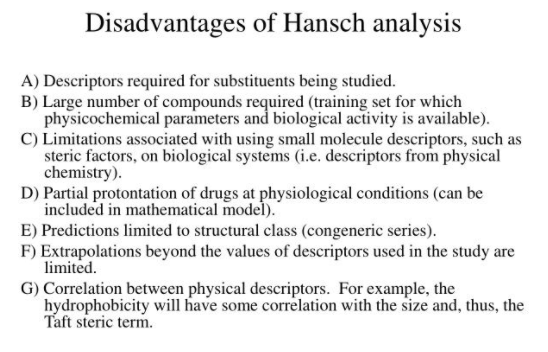 Disadvantages of Hansch analysis
A) Descriptors required for substituents being studied.
B) Large number of compounds required (training set for which
physicochemical parameters and biological activity is available).
C) Limitations associated with using small molecule descriptors, such as
steric factors, on biological systems (i.e. descriptors from physical
chemistry).
D) Partial protontation of drugs at physiological conditions (can be
included in mathematical model).
E) Predictions limited to structural class (congeneric series).
F) Extrapolations beyond the values of descriptors used in the study are
limited.
G) Correlation between physical descriptors.  For example, the
hydrophobicity will have some correlation with the size and, thus, the
Taft steric term.